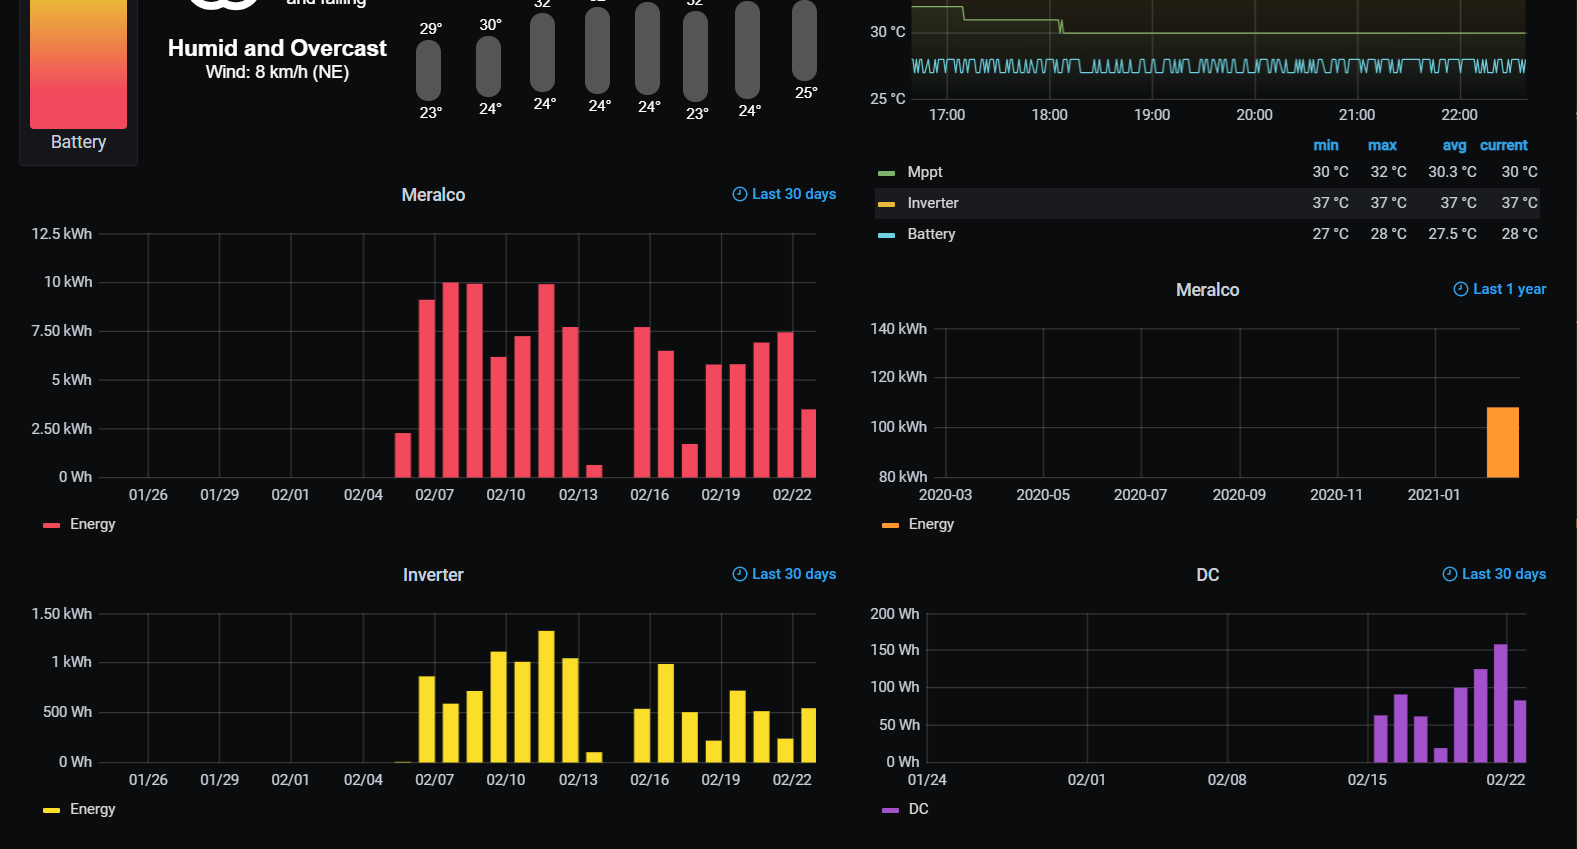 and falling
Humid and Overcast
Wind: 8 km/h (NE)
29° 30° 32° 32°
23° 24° 24° 24° 24° 23° 24° 25°
Battery
30 °C
25 °C
17:00 18:00 19:00 20:00 21:00 22:00
min max avg current
Mppt 30 °C 32 °C 30.3 °C 30 °C
Inverter 37 °C 37 °C 37 °C 37 °C
Battery 27 °C 28 °C 27.5 °C 28 °C
Meralco Last 30 days
12.5 kWh
10 kWh
7.50 kWh
5 kWh
2.50 kWh
0 Wh
01/26 01/29 02/01 02/04 02/07 02/10 02/13 02/16 02/19 02/22
Energy
Meralco Last 1 year
140 kWh
120 kWh
100 kWh
80 kWh
2020-03 2020-05 2020-07 2020-09 2020-11 2021-01
Energy
Inverter Last 30 days
1.50 kWh
1 kWh
500 Wh
0 Wh
01/26 01/29 02/01 02/04 02/07 02/10 02/13 02/16 02/19 02/22
Energy
DC Last 30 days
200 Wh
150 Wh
100 Wh
50 Wh
0 Wh
01/24 02/01 02/08 02/15 02/22
DC